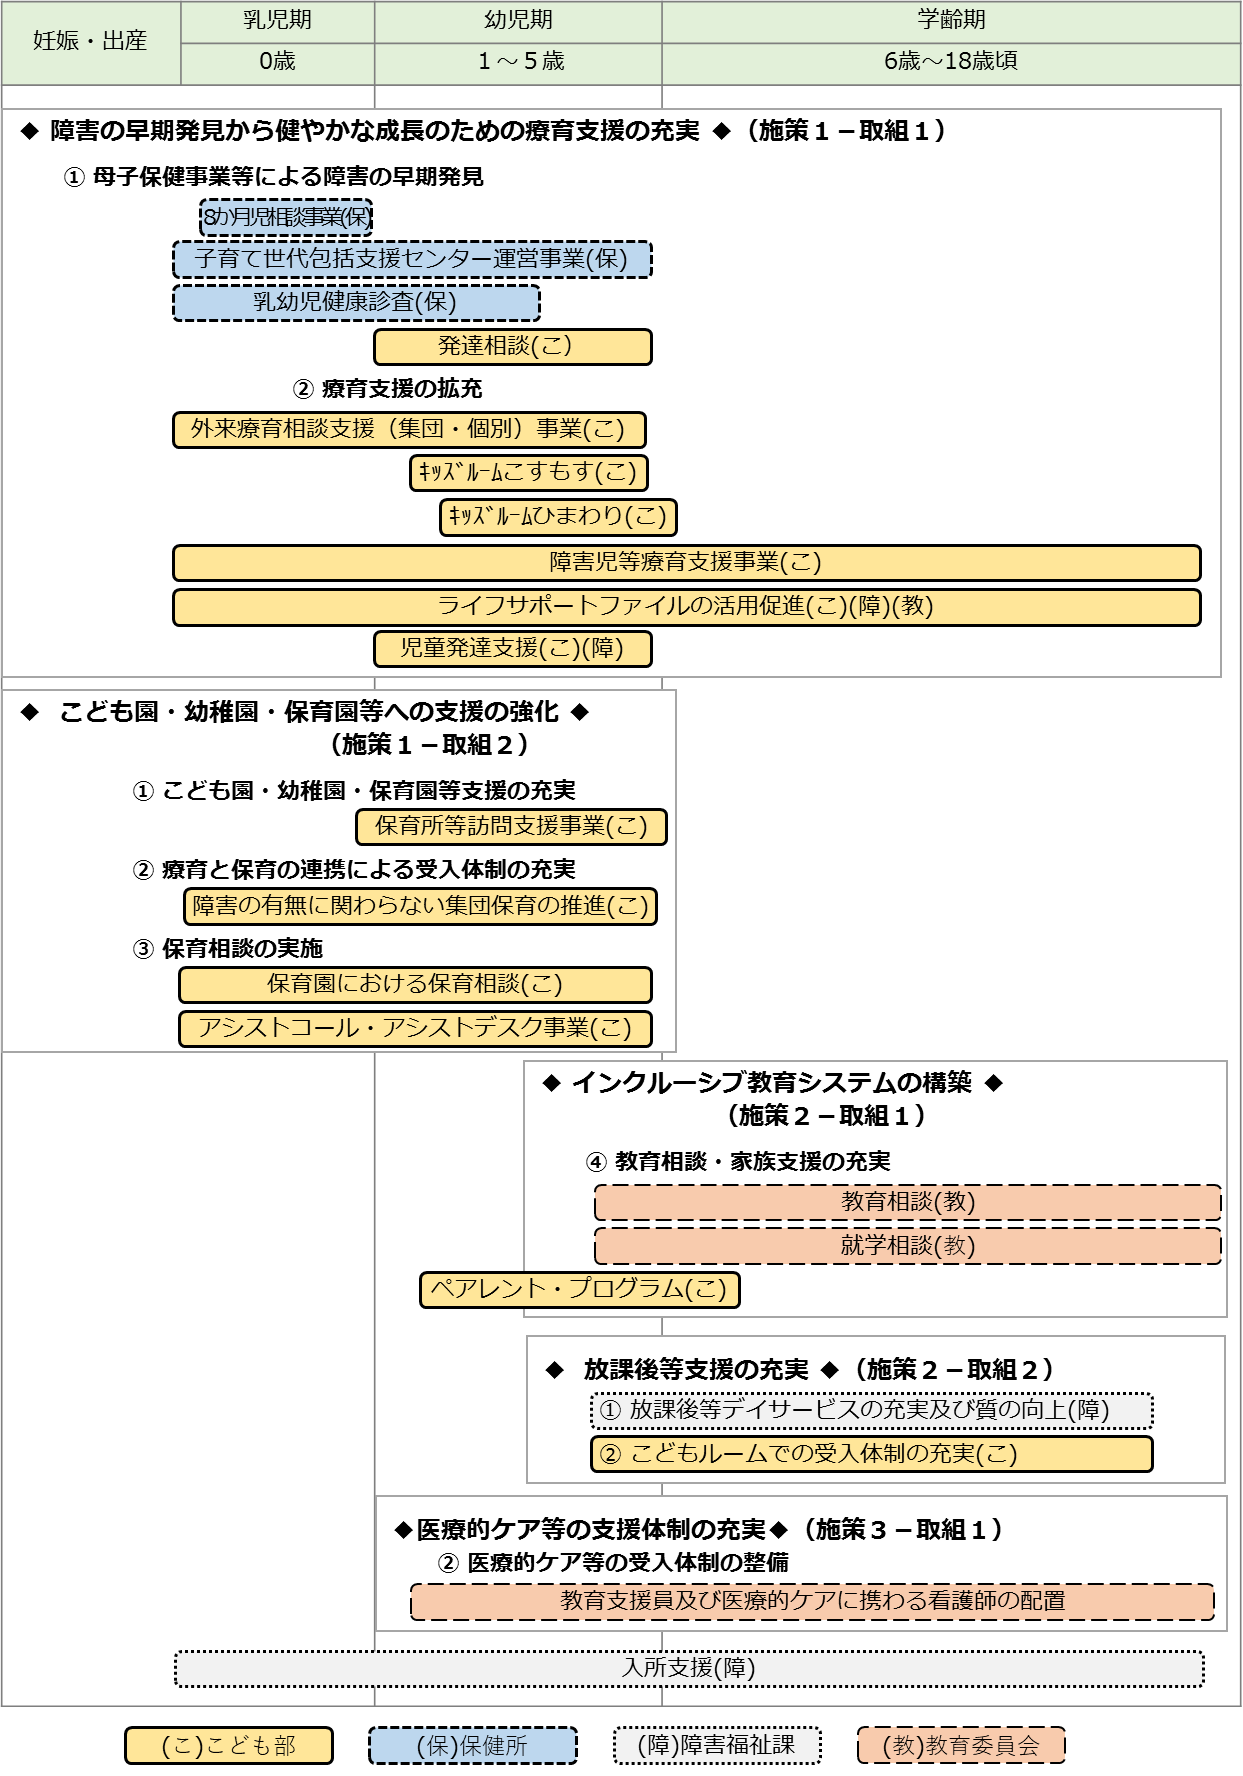 妊娠・出産
乳児期
幼児期
学齢期
0歳
１～５歳
6歳～18歳頃
◆ 障害の早期発見から健やかな成長のための療育支援の充実 ◆（施策１－取組１）
① 母子保健事業等による障害の早期発見
8か月児相談事業(保)
子育て世代包括支援センター運営事業(保)
乳幼児健康診査(保)
発達相談(こ)
② 療育支援の拡充
外来療育相談支援（集団・個別）事業(こ)
ｷｯｽﾞﾙｰﾑこすもす(こ)
ｷｯｽﾞﾙｰﾑひまわり(こ)
障害児等療育支援事業(こ)
ライフサポートファイルの活用促進(こ)(障)(教)
児童発達支援(こ)(障)
◆ こども園・幼稚園・保育園等への支援の強化 ◆
（施策１－取組２）
① こども園・幼稚園・保育園等支援の充実
保育所等訪問支援事業(こ)
② 療育と保育の連携による受入体制の充実
障害の有無に関わらない集団保育の推進(こ)
③ 保育相談の実施
保育園における保育相談(こ)
アシストコール・アシストデスク事業(こ)
◆ インクルーシブ教育システムの構築 ◆
（施策２－取組１）
④ 教育相談・家族支援の充実
教育相談(教)
就学相談(教)
ペアレント・プログラム(こ)
◆ 放課後等支援の充実 ◆（施策２－取組２）
① 放課後等デイサービスの充実及び質の向上(障)
② こどもルームでの受入体制の充実(こ)
◆医療的ケア等の支援体制の充実◆（施策３－取組１）
② 医療的ケア等の受入体制の整備
教育支援員及び医療的ケアに携わる看護師の配置
入所支援(障)
(こ)こども部
(保)保健所
(障)障害福祉課
(教)教育委員会